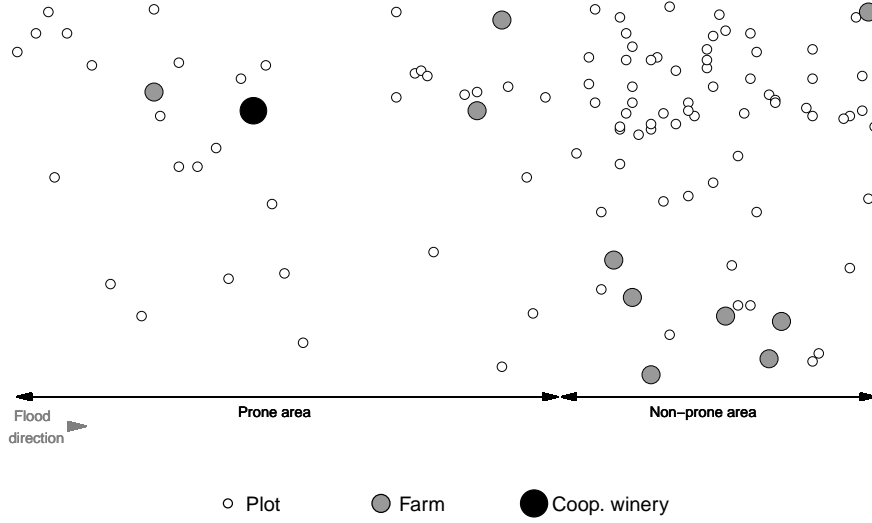 Prone area
Non−prone area
Flood
direction
Plot
Farm
Coop. winery